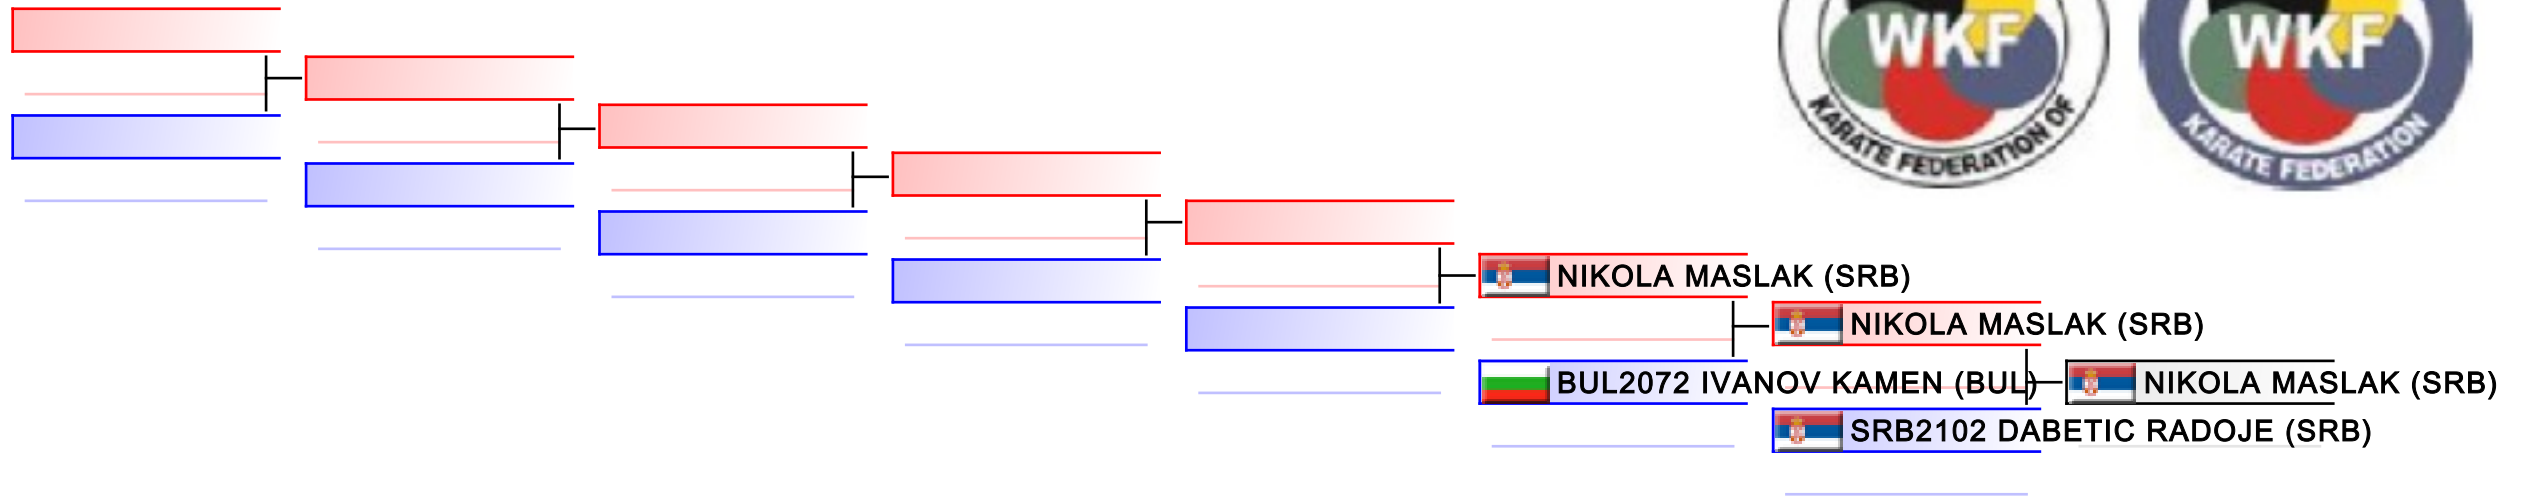 WKF
KARATE FEDERATION OF
WKF
KARATE FEDERATION
NIKOLA MASLAK (SRB)
NIKOLA MASLAK (SRB)
BUL2072 IVANOV KAMEN (BUL)
NIKOLA MASLAK (SRB)
SRB2102 DABETIC RADOJE (SRB)